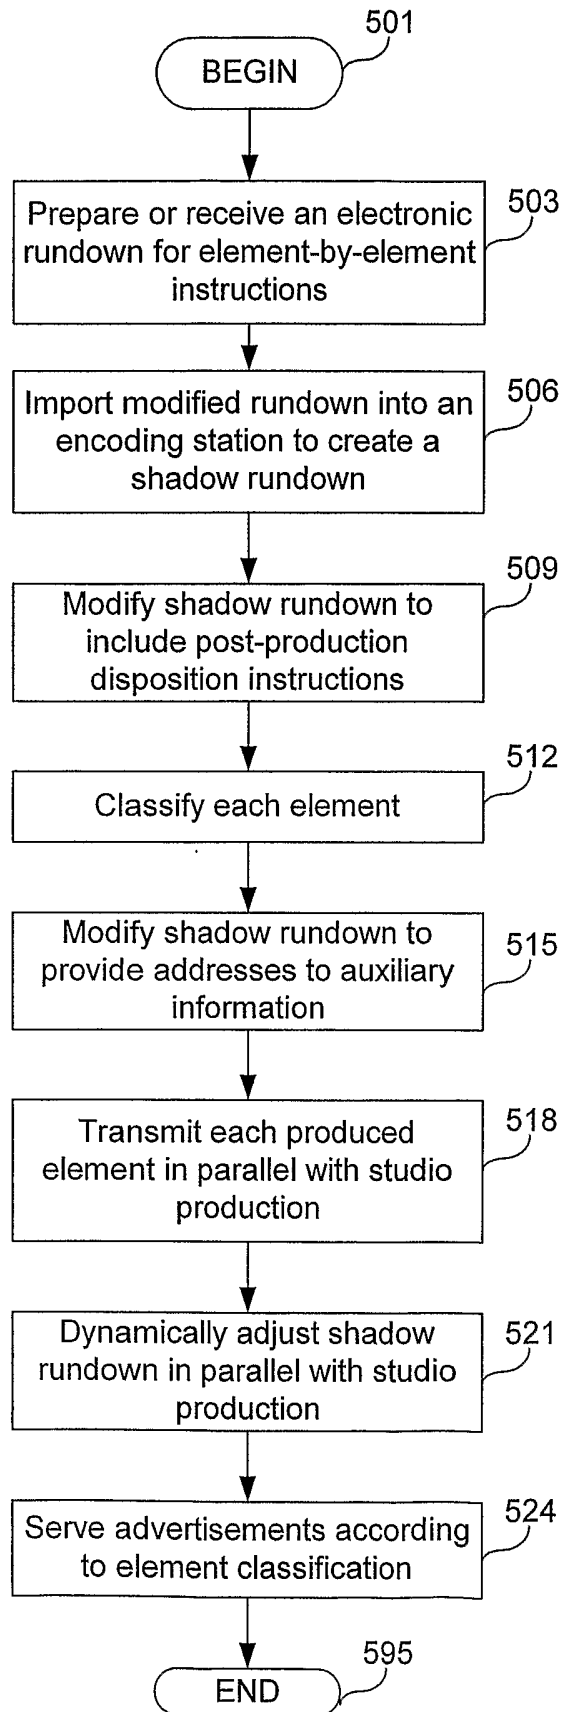 501
BEGIN
503
Prepare or receive an electronic
rundown for element-by-element
instructions
506
Import modified rundown into an
encoding station to create a
shadow rundown
509
Modify shadow rundown to
include post-production
disposition instructions
512
Classify each element
515
Modify shadow rundown to
provide addresses to auxiliary
information
518
Transmit each produced
element in parallel with studio
production
521
Dynamically adjust shadow
rundown in parallel with studio
production
524
Serve advertisements according
to element classification
595
END